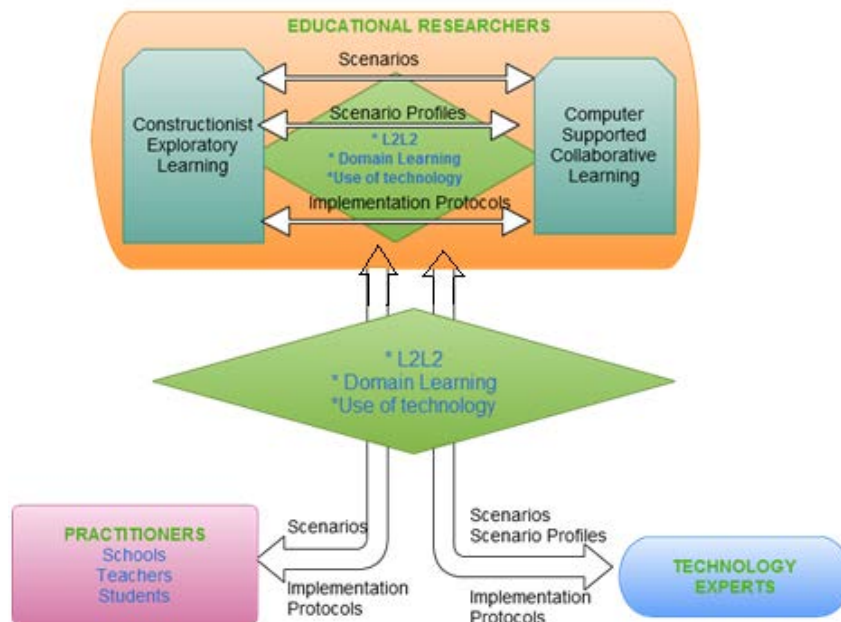 EDUCATIONAL RESEARCHERS
Scenarios
Constructionist
Exploratory
Learning
Scenario Profiles
* L2L2
* Domain Learning
*Use of technology
Implementation Protocols
Computer
Supported
Collaborative
Learning
* L2L2
* Domain Learning
*Use of technology
PRACTITIONERS
Schools
Teachers
Students
Scenarios
Implementation
Protocols
Scenarios
Scenario Profiles
Implementation
Protocols
TECHNOLOGY
EXPERTS